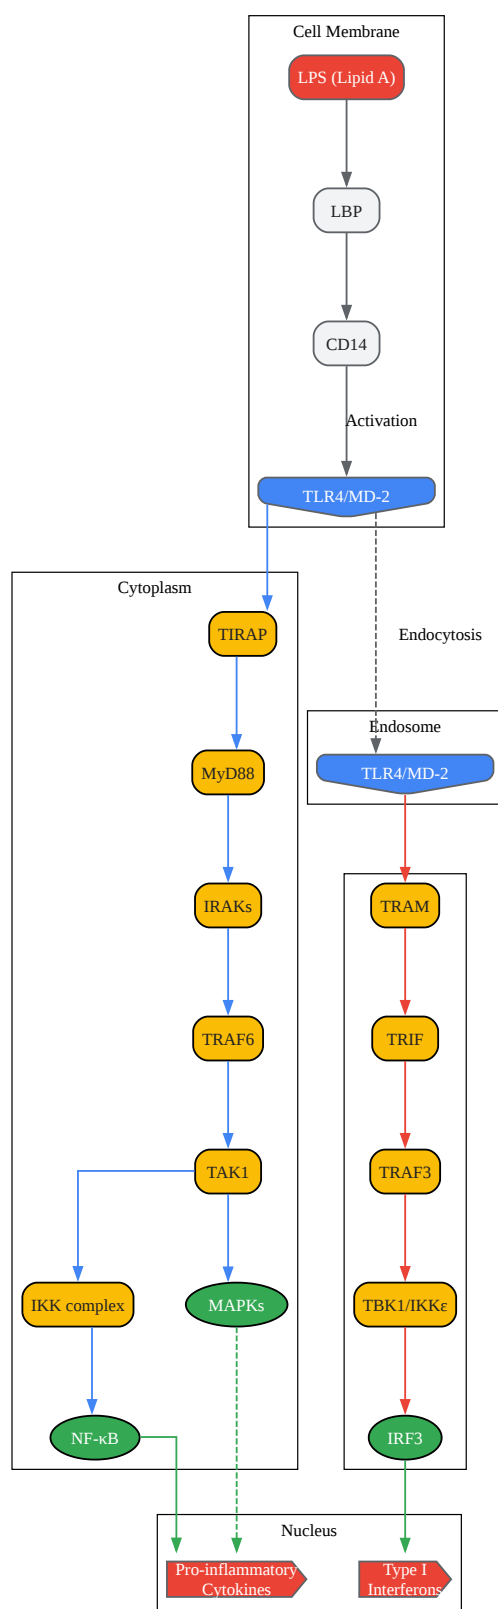 Cell Membrane
LPS (Lipid A)
LBP
CD14
Activation
TLR4/MD-2
Cytoplasm
TIRAP
Endocytosis
Endosome
MyD88
TLR4/MD-2
IRAKs
TRAM
TRAF6
TRIF
TAK1
TRAF3
IKK complex
MAPKs
TBK1/IKKε
NF-κB
IRF3
Nucleus
Pro-inflammatory
Cytokines
Type I
Interferons